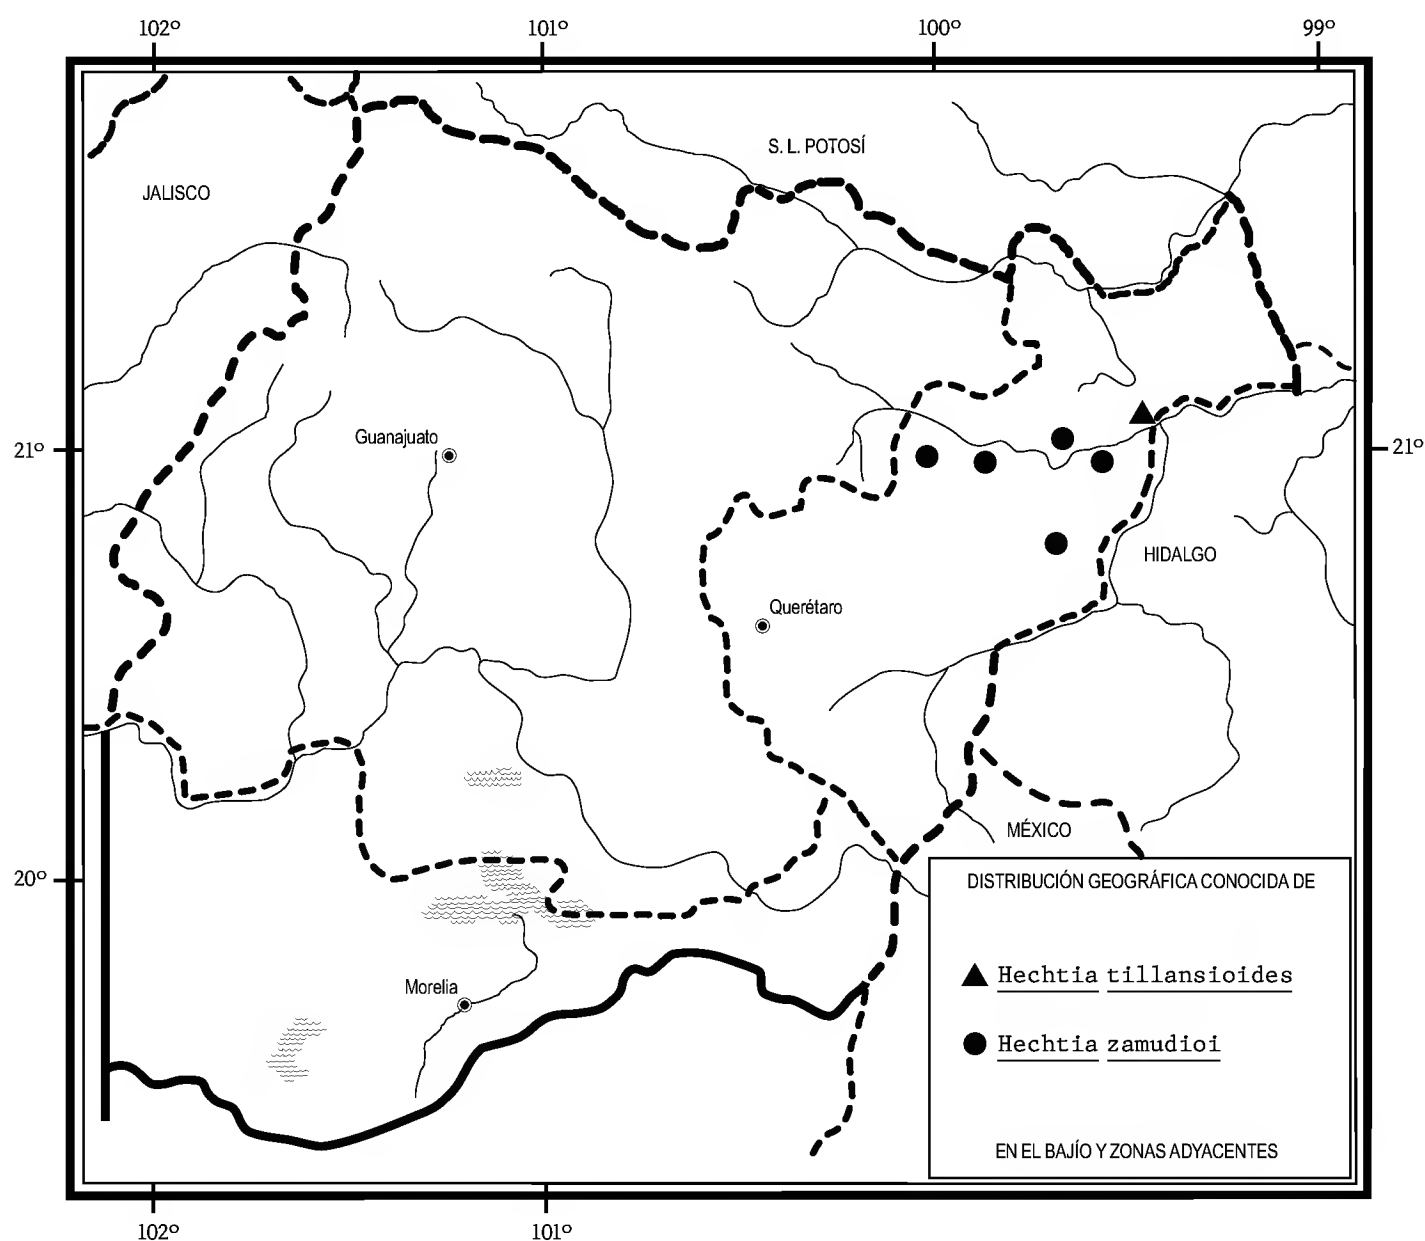 102º 101º 100º 99º
S. L. POTOSÍ
JALISCO
Guanajuato
21º 21º
HIDALGO
Querétaro
MÉXICO
20º
DISTRIBUCIÓN GEOGRÁFICA CONOCIDA DE
Hechtia tillansioides
Morelia
Hechtia zamudioi
EN EL BAJÍO Y ZONAS ADYACENTES
102º 101º